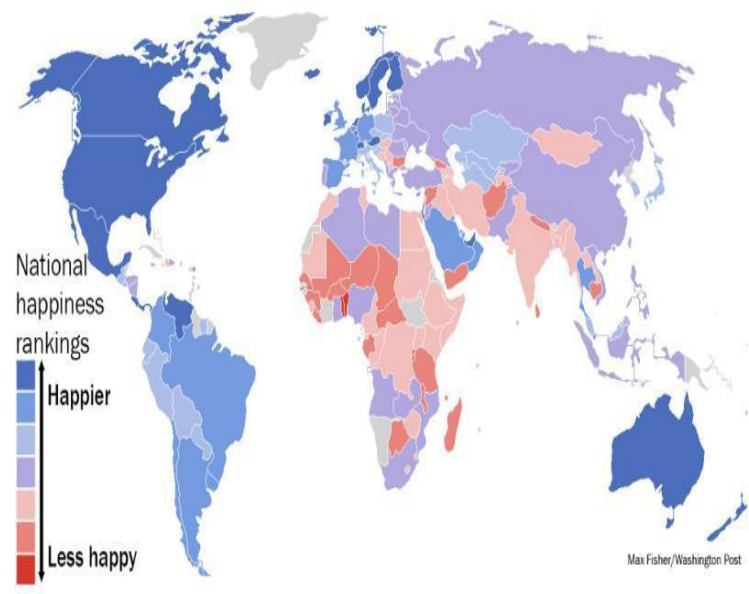 National
happiness
rankings
Happier
Less happy
Max Fisher/Washington Post